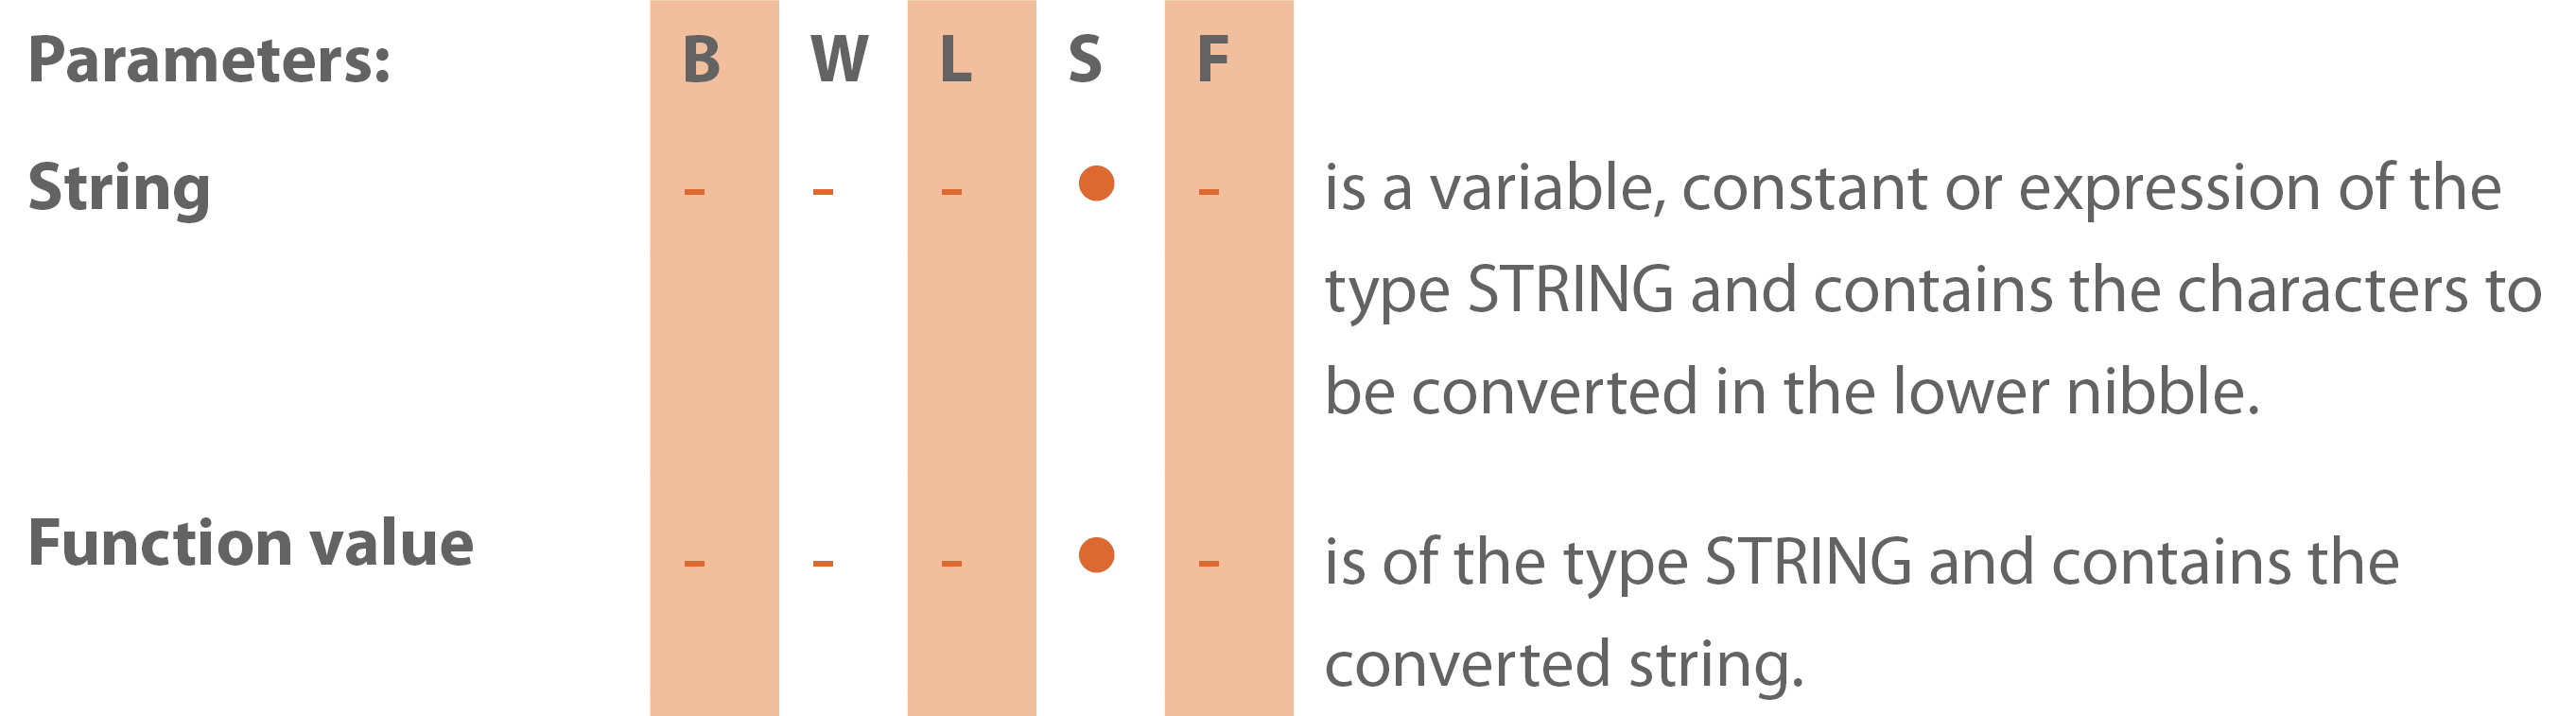 Parameters: B W L S F
String - - - ● - is a variable, constant or expression of the
type STRING and contains the characters to
be converted in the lower nibble.
Function value - - - ● - is of the type STRING and contains the
converted string.